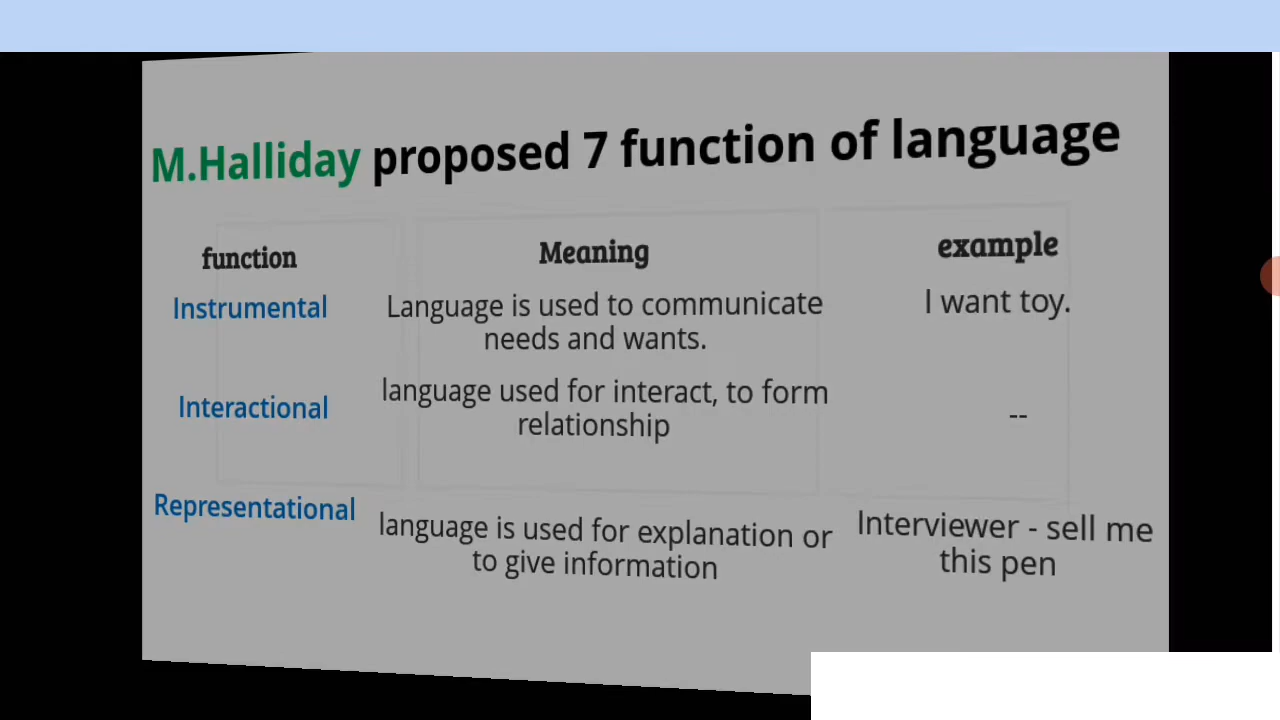 M.Halliday proposed 7 function of language
function Meaning example
Instrumental Language is used to communicate I want toy.
needs and wants.
Interactional language used for interact, to form --
relationship
Representational language is used for explanation or Interviewer - sell me
to give information this pen